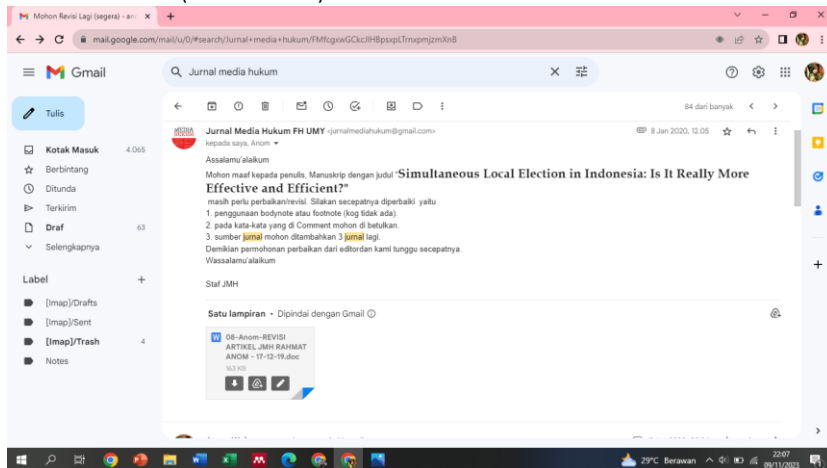 Mohon Revisi Lagi (segera) - ano
mail.google.com/mail/u/0/#search/Jurnal+media+hukum/FMfcgxwGCkcJlHBpsxpLTrnxpmjzmXnB
Gmail
Jurnal media hukum
Tulis
84 dari banyak
Kotak Masuk 4.065
Berbintang
Ditunda
Terkirim
Draf 63
Selengkapnya
Label
[Imap]/Drafts
[Imap]/Sent
[Imap]/Trash 4
Notes
Jurnal Media Hukum FH UMY <jurnalmediahukum@gmail.com>
8 Jan 2020, 12.05
kepada saya, Anom
Assalamu'alaikum
Mohon maaf kepada penulis, Manuskrip dengan judul "Simultaneous Local Election in Indonesia: Is It Really More
Effective and Efficient?"
masih perlu perbaikan/revisi. Silakan secepatnya diperbaiki yaitu
1. penggunaan bodynote atau footnote (kog tidak ada).
2. pada kata-kata yang di Comment mohon di betulkan.
3. sumber jurnal mohon ditambahkan 3 jurnal lagi.
Demikian permohonan perbaikan dari editordan kami tunggu secepatnya.
Wassalamu'alaikum
Staf JMH
Satu lampiran • Dipindai dengan Gmail
W 08-Anom-REVISI
ARTIKEL JMH RAHMAT
ANOM - 17-12-19.doc
163 KB
29°C Berawan
22:07
09/11/2023